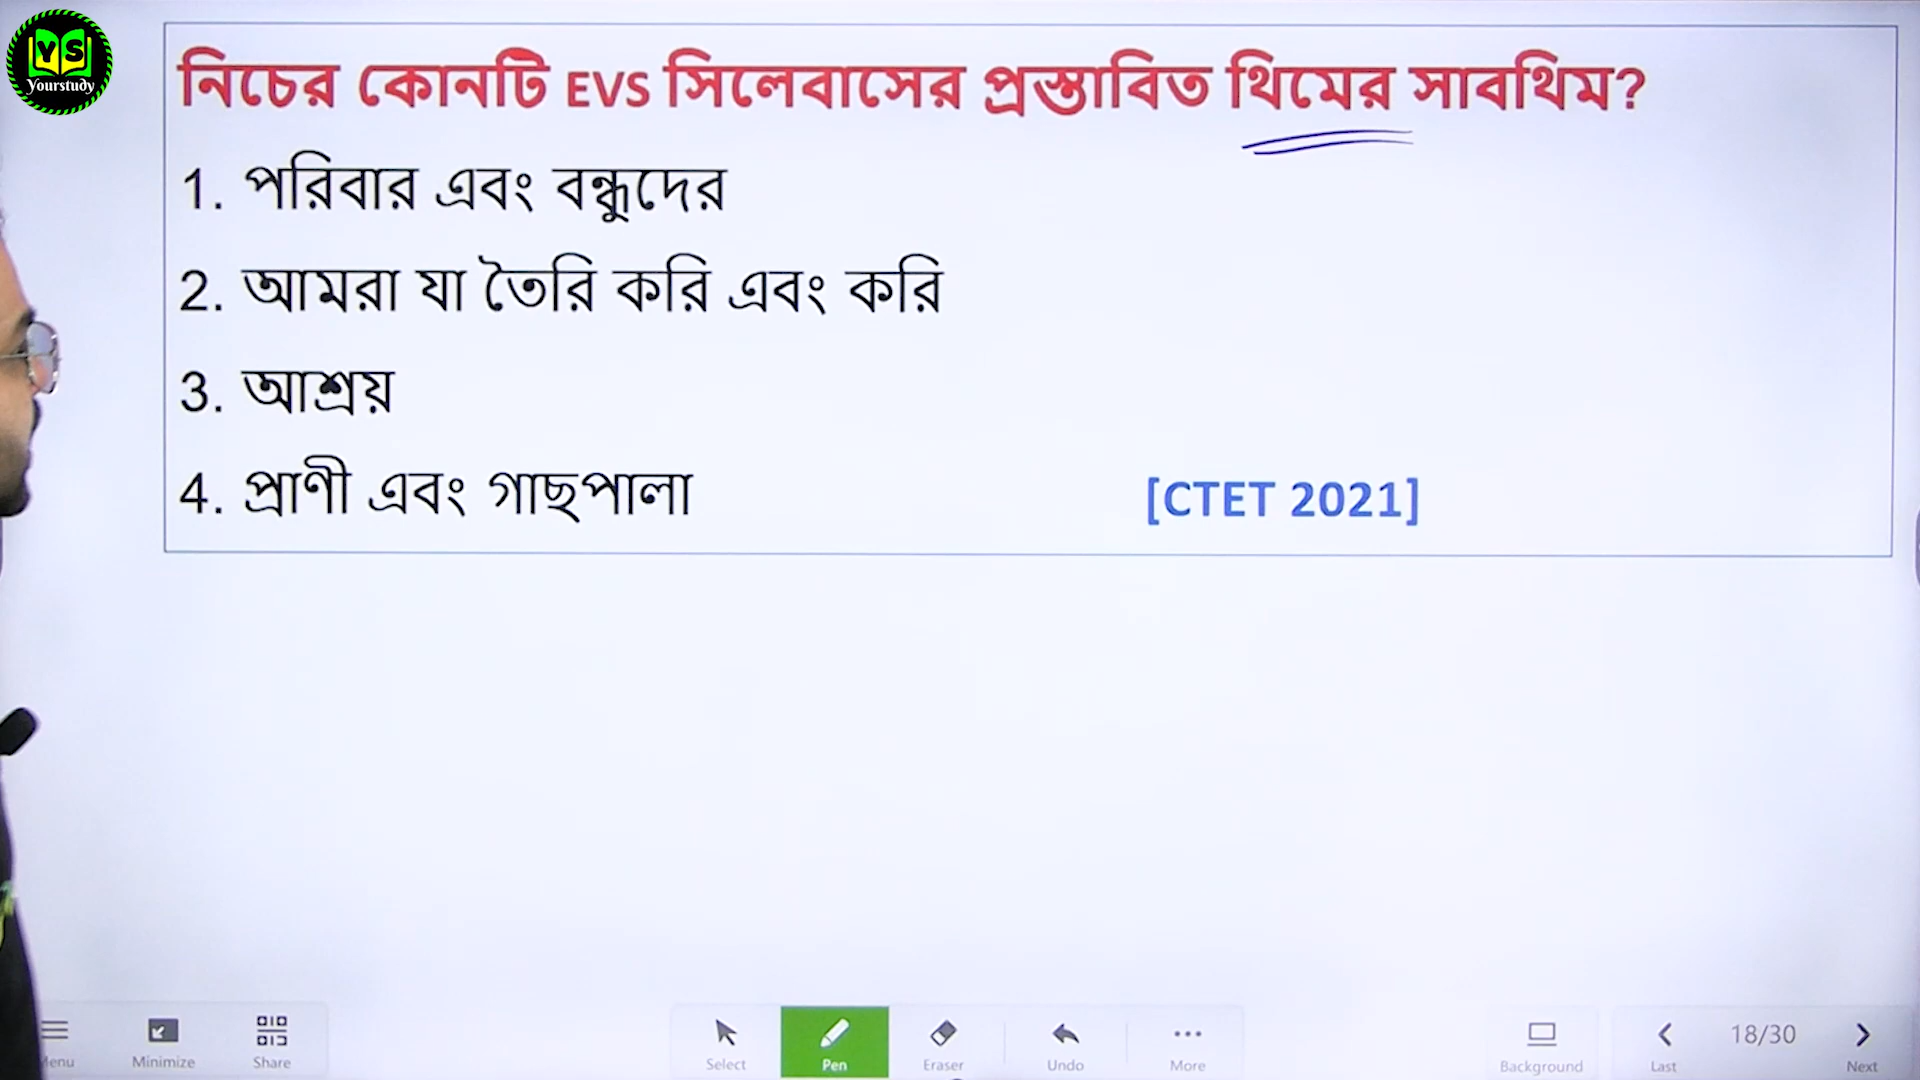 YS
Yourstudy
নিচের কোনটি EVS সিলেবাসের প্রস্তাবিত থিমের সাবথিম?
1. পরিবার এবং বন্ধুদের
2. আমরা যা তৈরি করি এবং করি
3. আশ্রয়
4. প্রাণী এবং গাছপালা
[CTET 2021]
enu Minimize Share Select Pen Eraser Undo More Background Last 18/30 Next